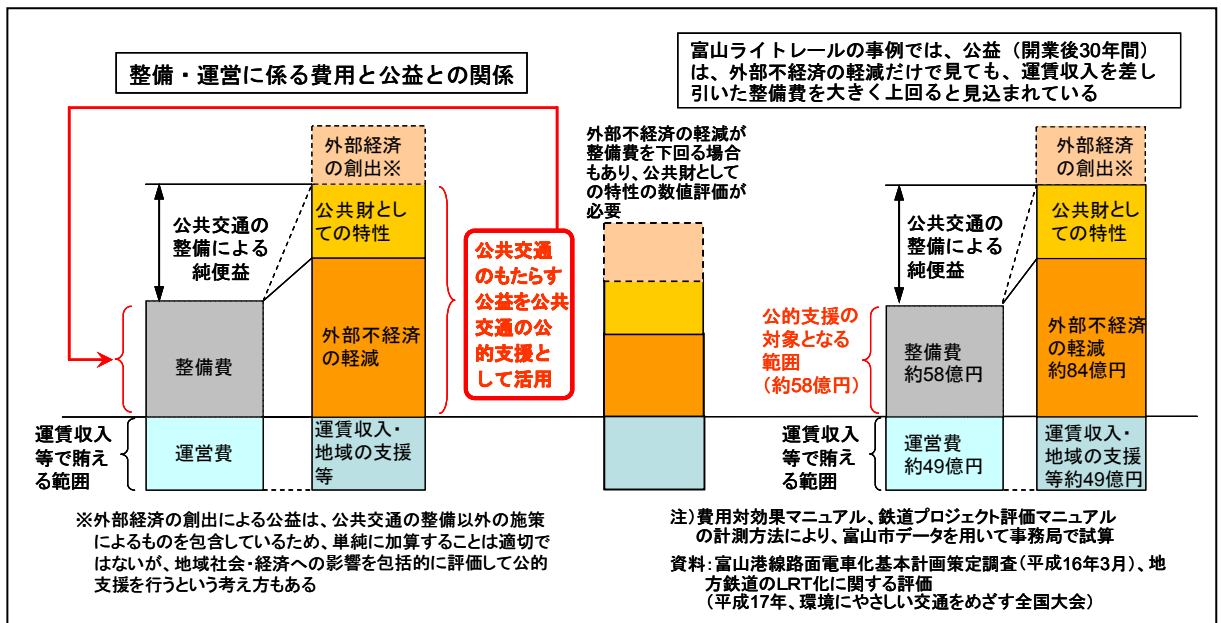 整備・運営に係る費用と公益との関係
外部経済
の創出※
公共財とし
ての特性
公共交通の
整備による
純便益
外部不経済
の軽減
整備費
運賃収入
等で賄え
る範囲
運営費
運賃収入・
地域の支援
等
公共交通
のもたらす
公益を公共
交通の公
的支援と
して活用
外部不経済の軽減が
整備費を下回る場合
もあり、公共財として
の特性の数値評価が
必要
富山ライトレールの事例では、公益（開業後30年間）
は、外部不経済の軽減だけで見ても、運賃収入を差し
引いた整備費を大きく上回ると見込まれている
外部経済
の創出※
公共財とし
ての特性
公共交通の
整備による
純便益
公的支援の
対象となる
範囲
（約58億円）
整備費
約58億円
外部不経済
の軽減
約84億円
運賃収入
等で賄え
る範囲
運営費
約49億円
運賃収入・
地域の支援
等約49億円
※外部経済の創出による公益は、公共交通の整備以外の施策
によるものを包含しているため、単純に加算することは適切で
はないが、地域社会・経済への影響を包括的に評価して公的
支援を行うという考え方もある
注）費用対効果マニュアル、鉄道プロジェクト評価マニュアル
の計測方法により、富山市データを用いて事務局で試算
資料：富山港線路面電車化基本計画策定調査（平成16年3月）、地
方鉄道のLRT化に関する評価
（平成17年、環境にやさしい交通をめざす全国大会）